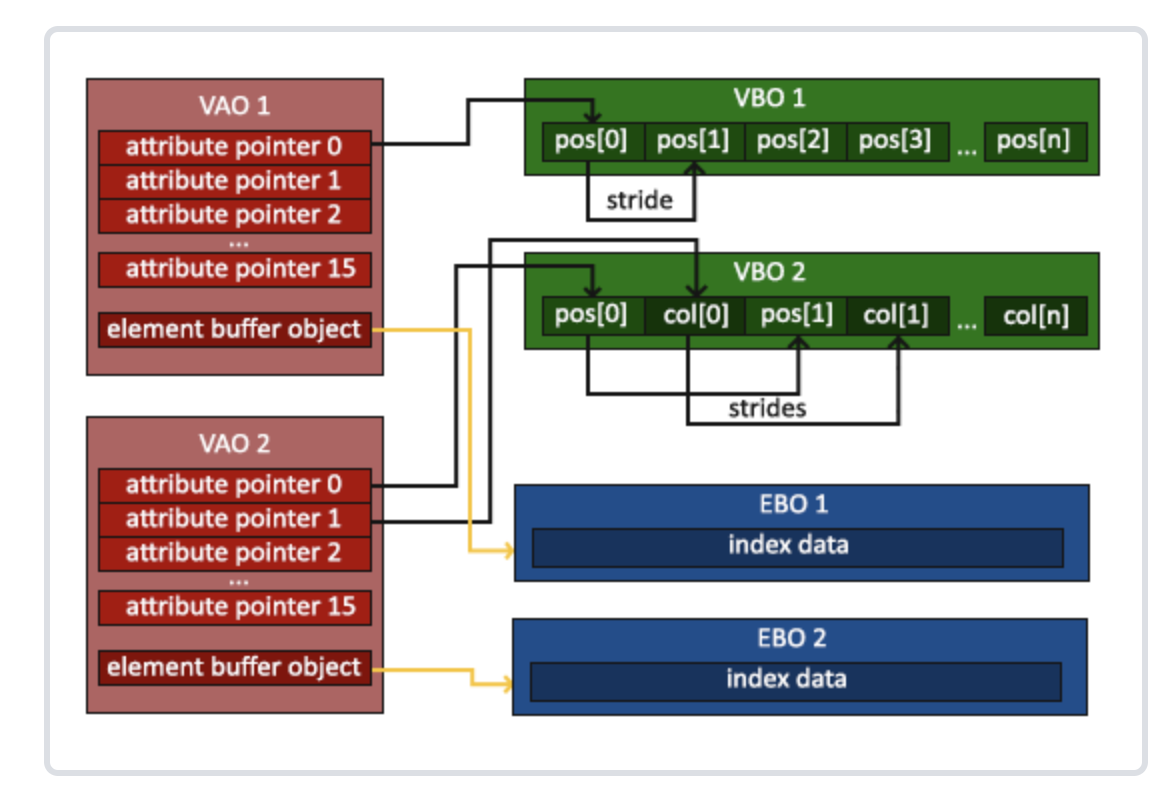 VAO 1
attribute pointer 0
attribute pointer 1
attribute pointer 2
...
attribute pointer 15
element buffer object
VAO 2
attribute pointer 0
attribute pointer 1
attribute pointer 2
...
attribute pointer 15
element buffer object
VBO 1
pos[0] pos[1] pos[2] pos[3] ... pos[n]
stride
VBO 2
pos[0] col[0] pos[1] col[1] ... col[n]
strides
EBO 1
index data
EBO 2
index data